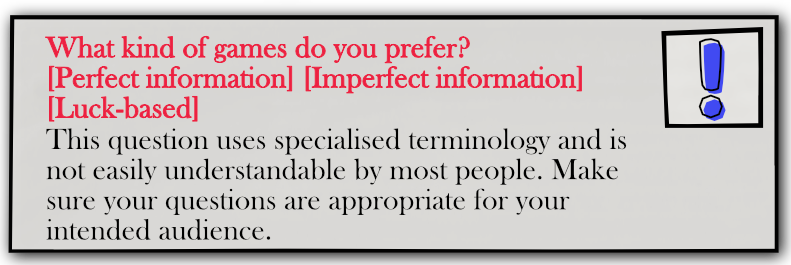 What kind of games do you prefer?
[Perfect information] [Imperfect information]
[Luck-based]
This question uses specialised terminology and is
not easily understandable by most people. Make
sure your questions are appropriate for your
intended audience.